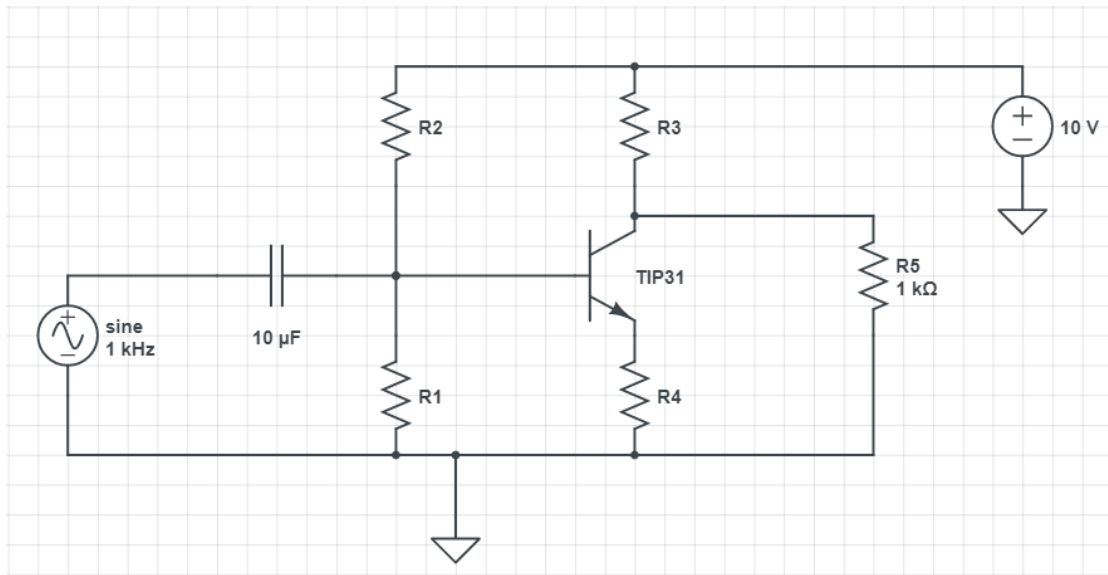 R2
R3
10 V
TIP31
R5
1 kΩ
sine
1 kHz
10 µF
R1
R4